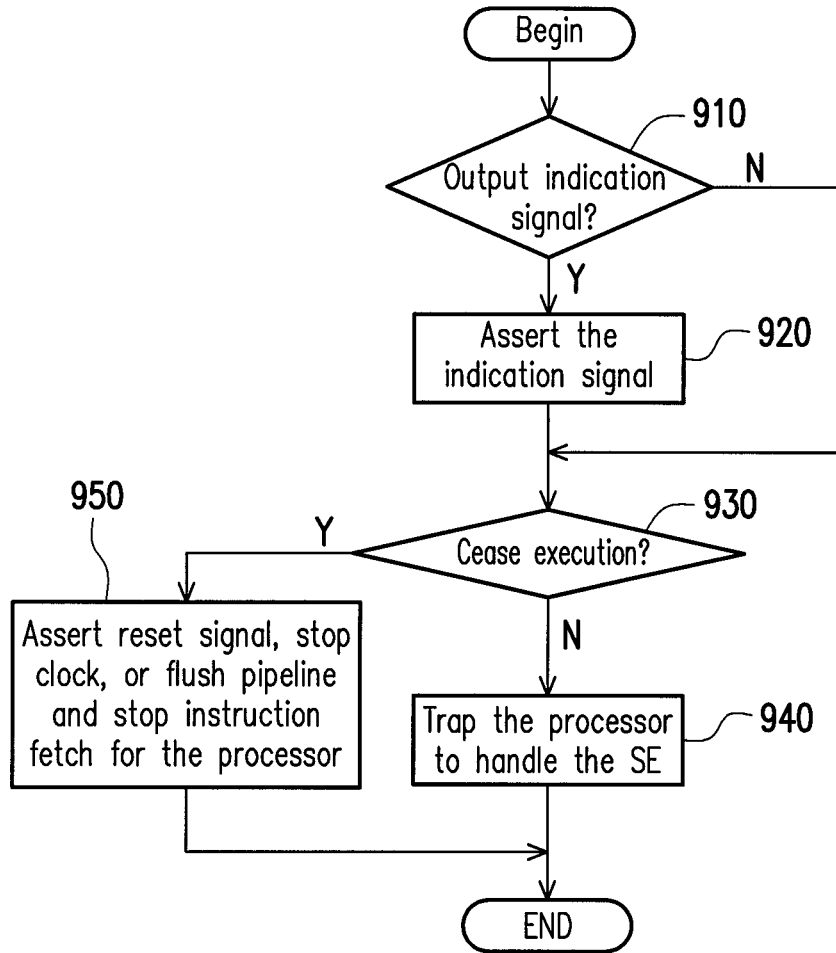 Begin
910
Output indication
signal?
N
Y
Assert the
indication signal
920
930
Cease execution?
Y
950
Assert reset signal, stop
clock, or flush pipeline
and stop instruction
fetch for the processor
N
Trap the processor
to handle the SE
940
END